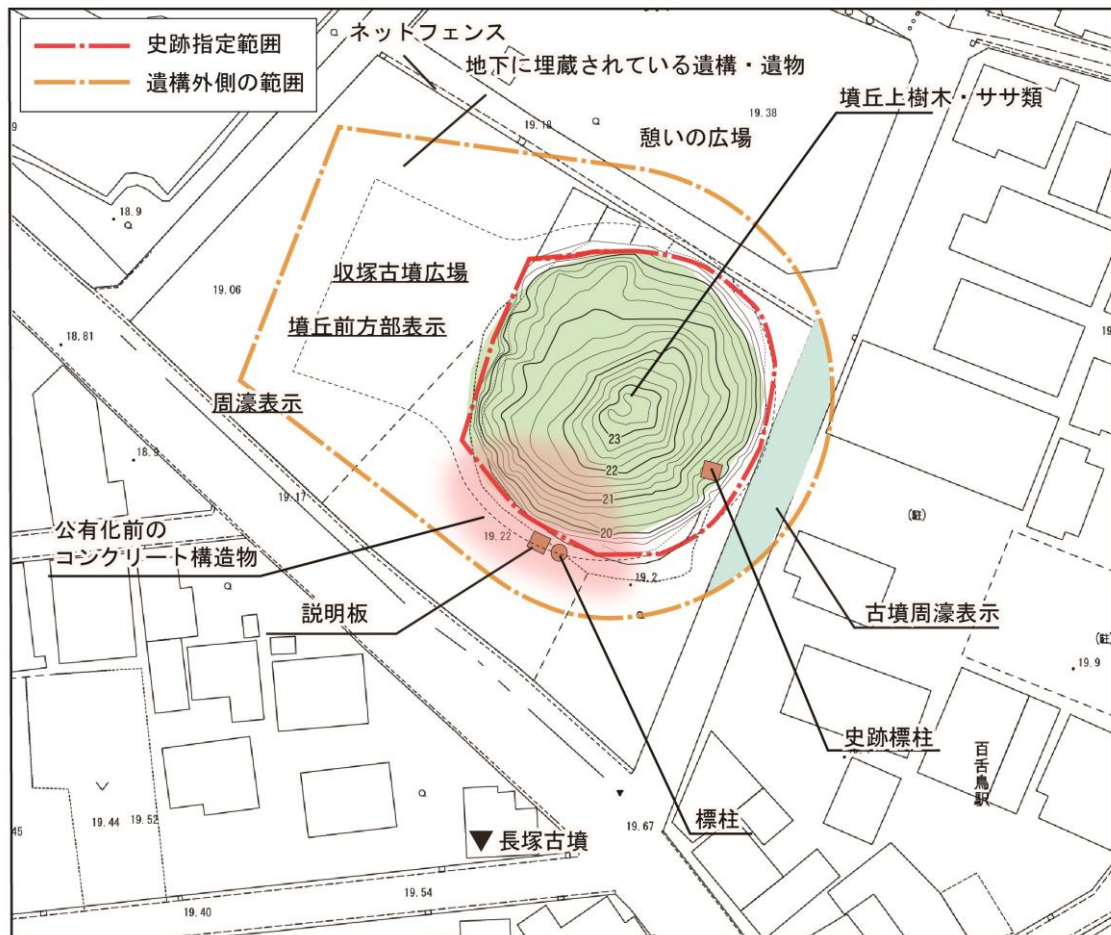 史跡指定範囲
遺構外側の範囲
ネットフェンス
地下に埋蔵されている遺構・遺物
墳丘上樹木・ササ類
19.38
19.18
憩いの広場
18.9
収塚古墳広場
19.06
墳丘前方部表示
18.81
周濠表示
23
22
18.9
21
19.17
20
19.22
(駐)
公有化前の
コンクリート構造物
19.2
説明板
古墳周濠表示
(駐)
19.9
史跡標柱
百舌鳥駅
標柱
19.44
19.52
19.67
45
▼長塚古墳
19.54
19.40